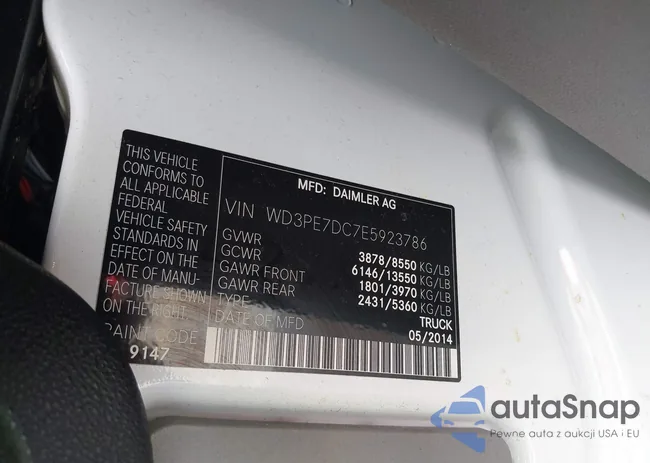 MFD: DAIMLER AG
THIS VEHICLE
CONFORMS TO
ALL APPLICABLE
FEDERAL MOTOR
VEHICLE SAFETY
STANDARDS IN
EFFECT ON THE
DATE OF MANU-
FACTURE SHOWN
ON THE RIGHT
PAINT CODE
9147
VIN WD3PE7DC7E5923786
GVWR 3878/8550 KG/LB
GCWR 6146/13550 KG/LB
GAWR FRONT 1801/3970 KG/LB
GAWR REAR 2431/5360 KG/LB
TYPE TRUCK
DATE OF MFD 05/2014
autaSnap
Pewne auta z aukcji USA i EU